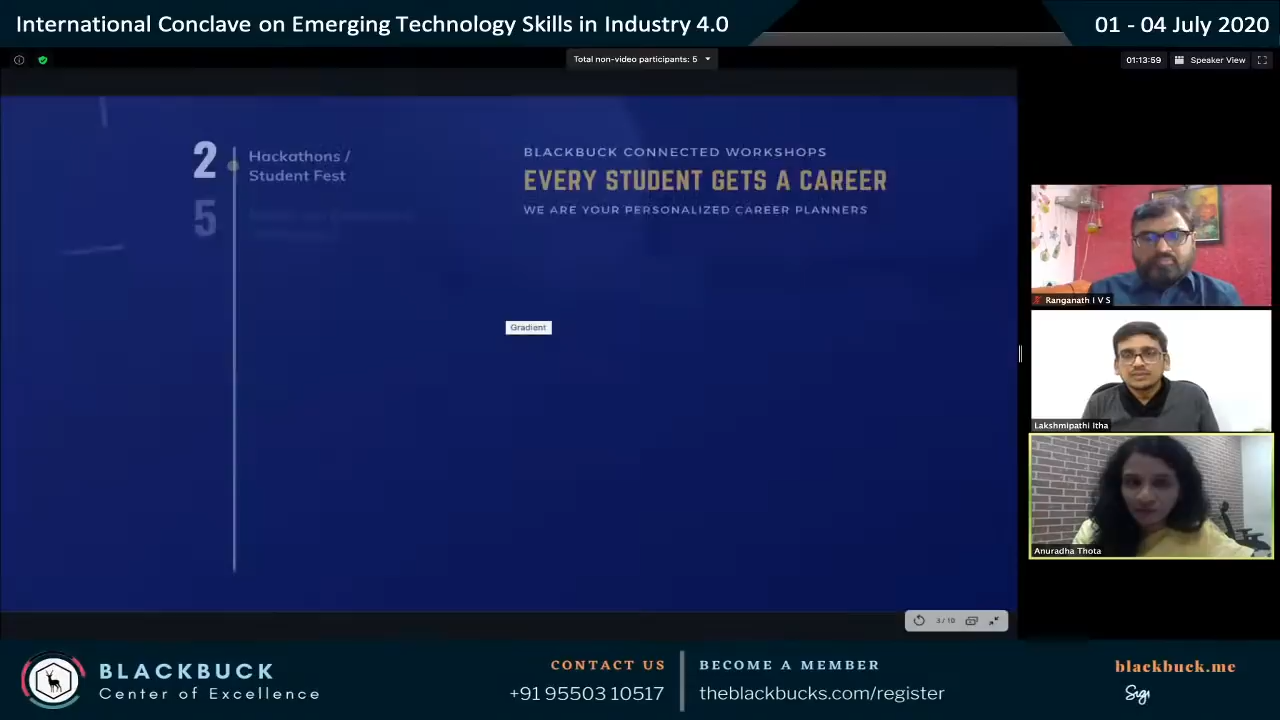 International Conclave on Emerging Technology Skills in Industry 4.0
01 - 04 July 2020
Total non-video participants: 5
01:13:59
Speaker View
2
Hackathons /
Student Fest
5
BLACKBUCK CONNECTED WORKSHOPS
EVERY STUDENT GETS A CAREER
WE ARE YOUR PERSONALIZED CAREER PLANNERS
Gradient
Ranganath I V S
Lakshmipathi Itha
Anuradha Thota
3 / 10
BLACKBUCK
Center of Excellence
CONTACT US
+91 95503 10517
BECOME A MEMBER
theblackbucks.com/register
blackbuck.me
Sign